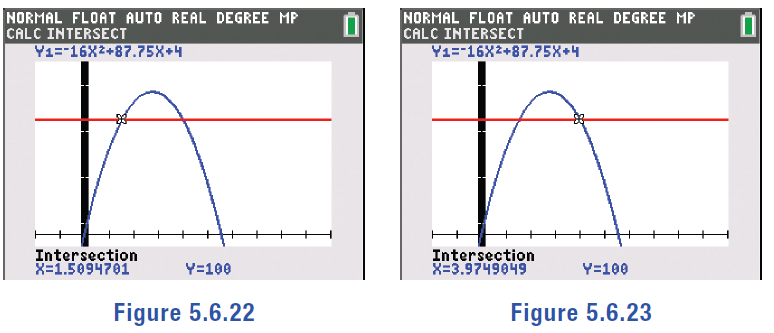 NORMAL FLOAT AUTO REAL DEGREE MP
CALC INTERSECT
Y1=-16X²+87.75X+4
Intersection
X=1.5094701 Y=100
Figure 5.6.22
NORMAL FLOAT AUTO REAL DEGREE MP
CALC INTERSECT
Y1=-16X²+87.75X+4
Intersection
X=3.9749049 Y=100
Figure 5.6.23